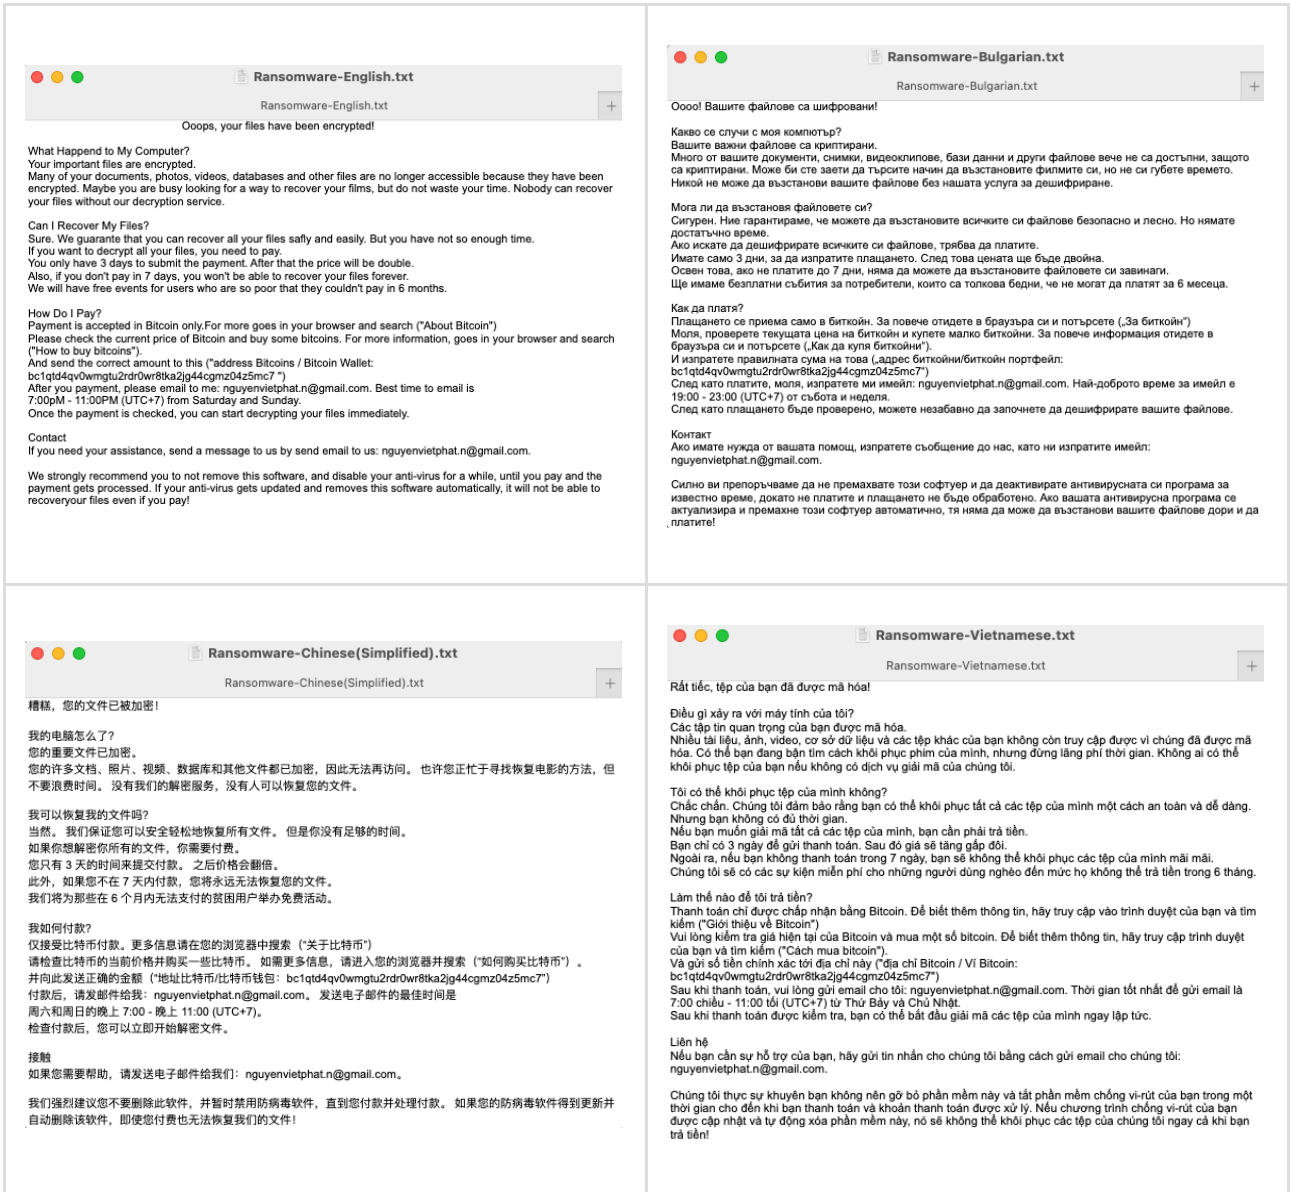 Ransomware-English.txt
Ransomware-English.txt
Ooops, your files have been encrypted!
What Happend to My Computer?
Your important files are encrypted.
Many of your documents, photos, videos, databases and other files are no longer accessible because they have been
encrypted. Maybe you are busy looking for a way to recover your films, but do not waste your time. Nobody can recover
your files without our decryption service.
Can I Recover My Files?
Sure. We guarante that you can recover all your files safly and easily. But you have not so enough time.
If you want to decrypt all your files, you need to pay.
You only have 3 days to submit the payment. After that the price will be double.
Also, if you don't pay in 7 days, you won't be able to recover your files forever.
We will have free events for users who are so poor that they couldn't pay in 6 months.
How Do I Pay?
Payment is accepted in Bitcoin only.For more goes in your browser and search ("About Bitcoin")
Please check the current price of Bitcoin and buy some bitcoins. For more information, goes in your browser and search
("How to buy bitcoins").
And send the correct amount to this ("address Bitcoins / Bitcoin Wallet:
bc1qtd4qv0wmgtu2rdr0wr8tka2jg44cgmz04z5mc7 ")
After you payment, please email to me: nguyenvietphat.n@gmail.com. Best time to email is
7:00pM - 11:00PM (UTC+7) from Saturday and Sunday.
Once the payment is checked, you can start decrypting your files immediately.
Contact
If you need your assistance, send a message to us by send email to us: nguyenvietphat.n@gmail.com.
We strongly recommend you to not remove this software, and disable your anti-virus for a while, until you pay and the
payment gets processed. If your anti-virus gets updated and removes this software automatically, it will not be able to
recoveryour files even if you pay!
Ransomware-Bulgarian.txt
Ransomware-Bulgarian.txt
Оооо! Вашите файлове са шифровани!
Какво се случи с моя компютър?
Вашите важни файлове са криптирани.
Много от вашите документи, снимки, видеоклипове, бази данни и други файлове вече не са достъпни, защото
са криптирани. Може би сте заети да търсите начин да възстановите филмите си, но не си губете времето.
Никой не може да възстанови вашите файлове без нашата услуга за дешифриране.
Мога ли да възстановя файловете си?
Сигурен. Ние гарантираме, че можете да възстановите всичките си файлове безопасно и лесно. Но нямате
достатъчно време.
Ако искате да дешифрирате всичките си файлове, трябва да платите.
Имате само 3 дни, за да изпратите плащането. След това цената ще бъде двойна.
Освен това, ако не платите до 7 дни, няма да можете да възстановите файловете си завинаги.
Ще имаме безплатни събития за потребители, които са толкова бедни, че не могат да платят за 6 месеца.
Как да платя?
Плащането се приема само в биткойн. За повече отидете в браузъра си и потърсете („За биткойн“)
Моля, проверете текущата цена на биткойн и купете малко биткойни. За повече информация отидете в
браузъра си и потърсете („Как да купя биткойни“).
И изпратете правилната сума на това („адрес биткойни/биткойн портфейл:
bc1qtd4qv0wmgtu2rdr0wr8tka2jg44cgmz04z5mc7“)
След като платите, моля, изпратете ми имейл: nguyenvietphat.n@gmail.com. Най-доброто време за имейл е
19:00 - 23:00 (UTC+7) от събота и неделя.
След като плащането бъде проверено, можете незабавно да започнете да дешифрирате вашите файлове.
Контакт
Ако имате нужда от вашата помощ, изпратете съобщение до нас, като ни изпратите имейл:
nguyenvietphat.n@gmail.com.
Силно ви препоръчваме да не премахвате този софтуер и да деактивирате антивирусната си програма за
известно време, докато не платите и плащането не бъде обработено. Ако вашата антивирусна програма се
актуализира и премахне този софтуер автоматично, тя няма да може да възстанови вашите файлове дори и да
платите!
Ransomware-Chinese(Simplified).txt
Ransomware-Chinese(Simplified).txt
糟糕，您的文件已被加密！
我的电脑怎么了？
您的重要文件已加密。
您的许多文档、照片、视频、数据库和其他文件都已加密，因此无法再访问。 也许您正忙于寻找恢复电影的方法，但
不要浪费时间。 没有我们的解密服务，没有人可以恢复您的文件。
我可以恢复我的文件吗？
当然。 我们保证您可以安全轻松地恢复所有文件。 但是你没有足够的时间。
如果你想解密你所有的文件，你需要付费。
您只有 3 天的时间来提交付款。 之后价格会翻倍。
此外，如果您不在 7 天内付款，您将永远无法恢复您的文件。
我们将为那些在 6 个月内无法支付的贫困用户举办免费活动。
我如何付款？
仅接受比特币付款。更多信息请在您的浏览器中搜索（“关于比特币”）
请检查比特币的当前价格并购买一些比特币。 如需更多信息，请进入您的浏览器并搜索（“如何购买比特币”）。
并向此发送正确的金额（“地址比特币/比特币钱包：bc1qtd4qv0wmgtu2rdr0wr8tka2jg44cgmz04z5mc7”）
付款后，请发邮件给我：nguyenvietphat.n@gmail.com。 发送电子邮件的最佳时间是
周六和周日的晚上 7:00 - 晚上 11:00 (UTC+7)。
检查付款后，您可以立即开始解密文件。
接触
如果您需要帮助，请发送电子邮件给我们：nguyenvietphat.n@gmail.com。
我们强烈建议您不要删除此软件，并暂时禁用防病毒软件，直到您付款并处理付款。 如果您的防病毒软件得到更新并
自动删除该软件，即使您付费也无法恢复我们的文件！
Ransomware-Vietnamese.txt
Ransomware-Vietnamese.txt
Rất tiếc, tệp của bạn đã được mã hóa!
Điều gì xảy ra với máy tính của tôi?
Các tập tin quan trọng của bạn được mã hóa.
Nhiều tài liệu, ảnh, video, cơ sở dữ liệu và các tệp khác của bạn không còn truy cập được vì chúng đã được mã
hóa. Có thể bạn đang bận tìm cách khôi phục phim của mình, nhưng đừng lãng phí thời gian. Không ai có thể
khôi phục tệp của bạn nếu không có dịch vụ giải mã của chúng tôi.
Tôi có thể khôi phục tệp của mình không?
Chắc chắn. Chúng tôi đảm bảo rằng bạn có thể khôi phục tất cả các tệp của mình một cách an toàn và dễ dàng.
Nhưng bạn không có đủ thời gian.
Nếu bạn muốn giải mã tất cả các tệp của mình, bạn cần phải trả tiền.
Bạn chỉ có 3 ngày để gửi thanh toán. Sau đó giá sẽ tăng gấp đôi.
Ngoài ra, nếu bạn không thanh toán trong 7 ngày, bạn sẽ không thể khôi phục các tệp của mình mãi mãi.
Chúng tôi sẽ có các sự kiện miễn phí cho những người dùng nghèo đến mức họ không thể trả tiền trong 6 tháng.
Làm thế nào để tôi trả tiền?
Thanh toán chỉ được chấp nhận bằng Bitcoin. Để biết thêm thông tin, hãy truy cập vào trình duyệt của bạn và tìm
kiếm ("Giới thiệu về Bitcoin")
Vui lòng kiểm tra giá hiện tại của Bitcoin và mua một số bitcoin. Để biết thêm thông tin, hãy truy cập trình duyệt
của bạn và tìm kiếm ("Cách mua bitcoin").
Và gửi số tiền chính xác tới địa chỉ này ("địa chỉ Bitcoin / Ví Bitcoin:
bc1qtd4qv0wmgtu2rdr0wr8tka2jg44cgmz04z5mc7")
Sau khi thanh toán, vui lòng gửi email cho tôi: nguyenvietphat.n@gmail.com. Thời gian tốt nhất để gửi email là
7:00 chiều - 11:00 tối (UTC+7) từ Thứ Bảy và Chủ Nhật.
Sau khi thanh toán được kiểm tra, bạn có thể bắt đầu giải mã các tệp của mình ngay lập tức.
Liên hệ
Nếu bạn cần sự hỗ trợ của bạn, hãy gửi tin nhắn cho chúng tôi bằng cách gửi email cho chúng tôi:
nguyenvietphat.n@gmail.com.
Chúng tôi thực sự khuyên bạn không nên gỡ bỏ phần mềm này và tắt phần mềm chống vi-rút của bạn trong một
thời gian cho đến khi bạn thanh toán và khoản thanh toán được xử lý. Nếu chương trình chống vi-rút của bạn
được cập nhật và tự động xóa phần mềm này, nó sẽ không thể khôi phục các tệp của chúng tôi ngay cả khi bạn
trả tiền!